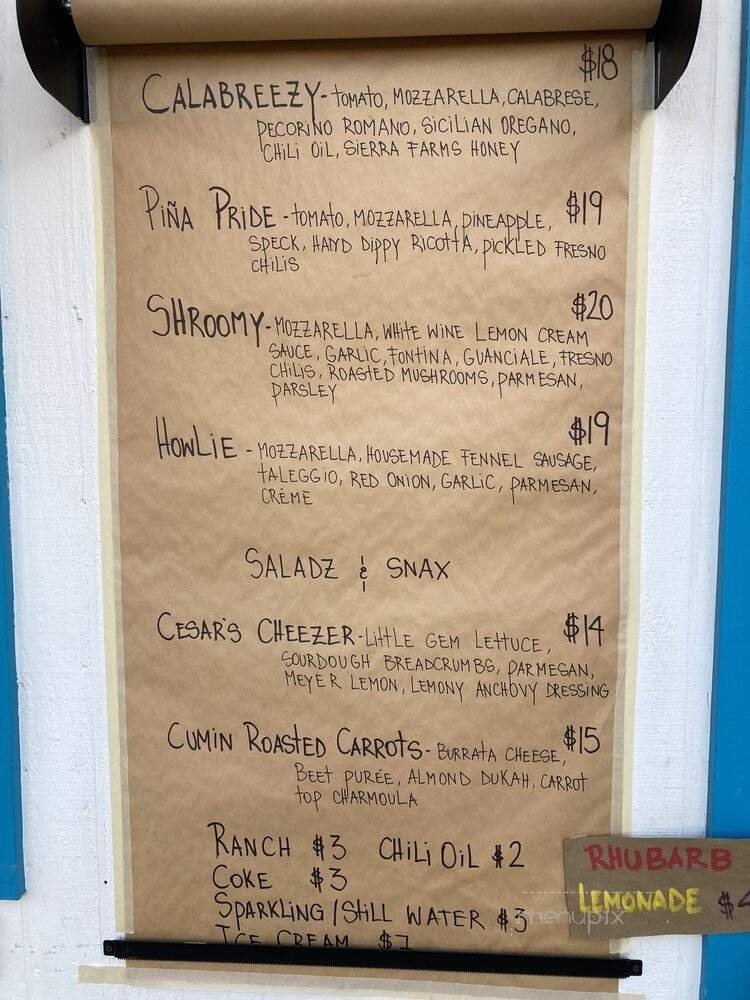 $18
CALABREEZY - TOMATO, MOZZARELLA, CALABRESE,
PECORINO ROMANO, SICILIAN OREGANO,
CHILI OIL, SIERRA FARMS HONEY
PIÑA PRIDE - TOMATO, MOZZARELLA, PINEAPPLE, $19
SPECK, HAND DIPPY RICOTTA, PICKLED FRESNO
CHILIS
$20
SHROOMY - MOZZARELLA, WHITE WINE LEMON CREAM
SAUCE, GARLIC, FONTINA, GUANCIALE, FRESNO
CHILIS, ROASTED MUSHROOMS, PARMESAN,
PARSLEY
$19
HOWLIE - MOZZARELLA, HOUSEMADE FENNEL SAUSAGE,
TALEGGIO, RED ONION, GARLIC, PARMESAN,
CRÈME
SALADZ & SNAX
CESAR'S CHEEZER - LITTLE GEM LETTUCE, $14
SOURDOUGH BREADCRUMBS, PARMESAN,
MEYER LEMON, LEMONY ANCHOVY DRESSING
CUMIN ROASTED CARROTS - BURRATA CHEESE, $15
BEET PURÉE, ALMOND DUKAH, CARROT
TOP CHARMOULA
RANCH $3 CHILI OIL $2
COKE $3
SPARKLING / STILL WATER $3
ICE CREAM
RHUBARB
LEMONADE
menupix